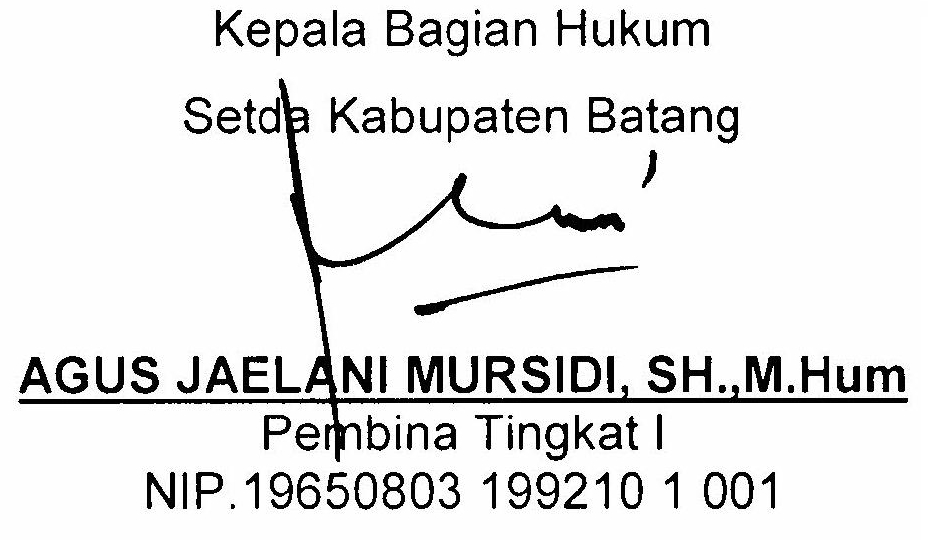 Kepala Bagian Hukum
Setda Kabupaten Batang
AGUS JAELANI MURSIDI, SH.,M.Hum
Pembina Tingkat I
NIP.19650803 199210 1 001